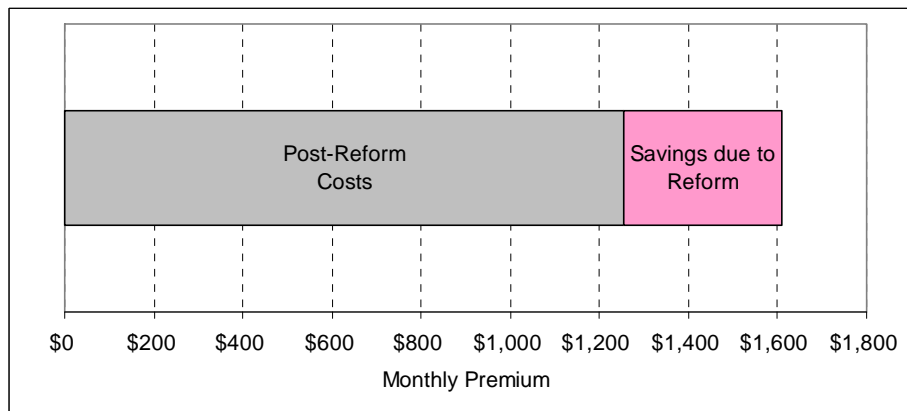 Post-Reform
Costs
Savings due to
Reform
$0 $200 $400 $600 $800 $1,000 $1,200 $1,400 $1,600 $1,800
Monthly Premium